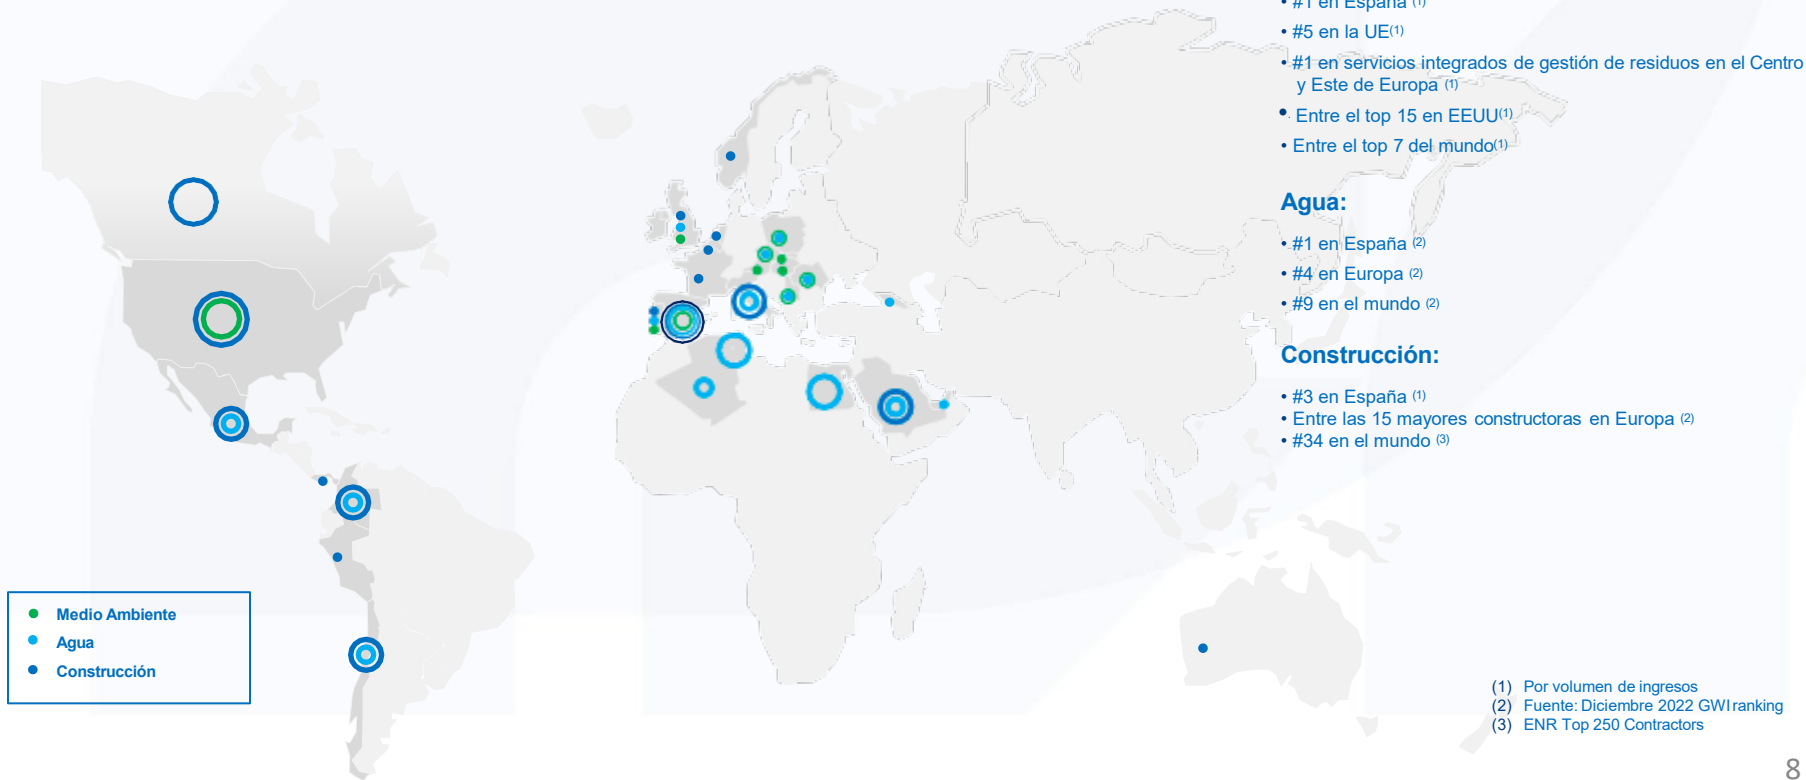 • #1 en España (1)
• #5 en la UE(1)
• #1 en servicios integrados de gestión de residuos en el Centro
y Este de Europa (1)
•. Entre el top 15 en EEUU(1)
• Entre el top 7 del mundo(1)
Agua:
• #1 en España (2)
• #4 en Europa (2)
• #9 en el mundo (2)
Construcción:
• #3 en España (1)
• Entre las 15 mayores constructoras en Europa (2)
• #34 en el mundo (3)
• Medio Ambiente
• Agua
• Construcción
(1) Por volumen de ingresos
(2) Fuente: Diciembre 2022 GWI ranking
(3) ENR Top 250 Contractors
8